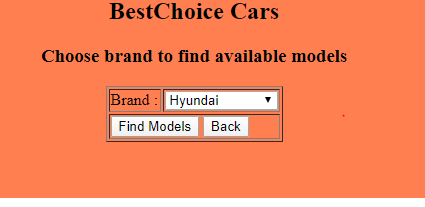 BestChoice Cars
Choose brand to find available models
Brand : Hyundai
Find Models Back